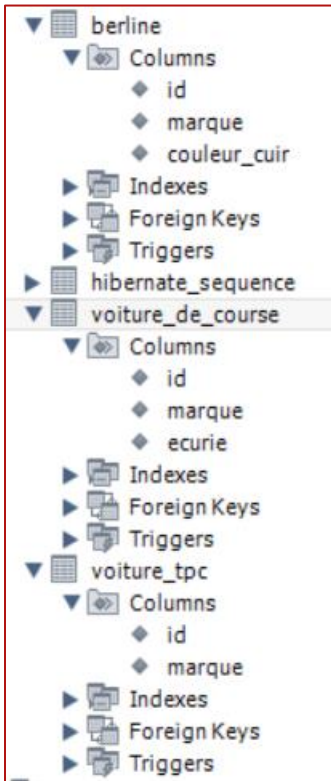 berline
Columns
id
marque
couleur_cuir
Indexes
Foreign Keys
Triggers
hibernate_sequence
voiture_de_course
Columns
id
marque
ecurie
Indexes
Foreign Keys
Triggers
voiture_tpc
Columns
id
marque
Indexes
Foreign Keys
Triggers